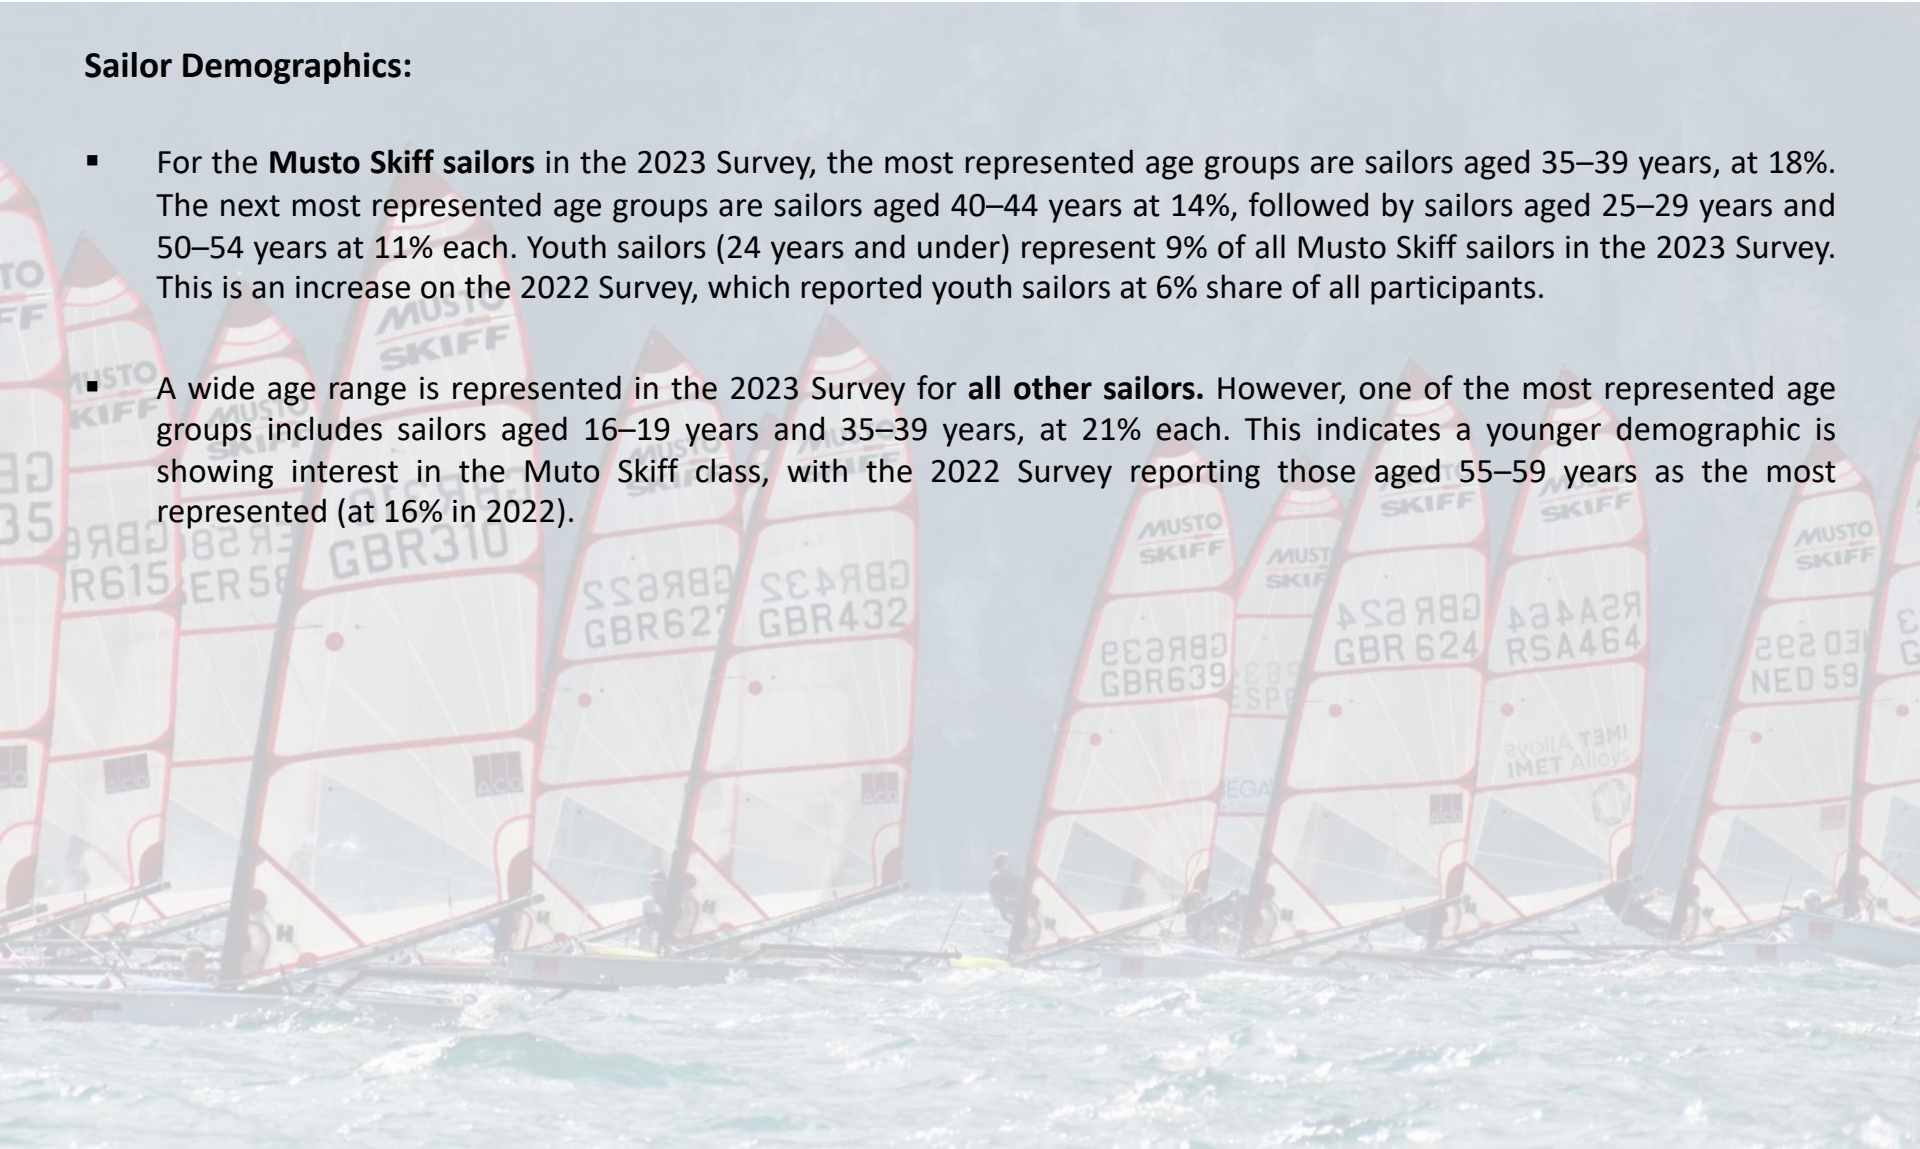 Sailor Demographics:
▪ For the Musto Skiff sailors in the 2023 Survey, the most represented age groups are sailors aged 35–39 years, at 18%.
The next most represented age groups are sailors aged 40–44 years at 14%, followed by sailors aged 25–29 years and
50–54 years at 11% each. Youth sailors (24 years and under) represent 9% of all Musto Skiff sailors in the 2023 Survey.
This is an increase on the 2022 Survey, which reported youth sailors at 6% share of all participants.
▪ A wide age range is represented in the 2023 Survey for all other sailors. However, one of the most represented age
groups includes sailors aged 16–19 years and 35–39 years, at 21% each. This indicates a younger demographic is
showing interest in the Muto Skiff class, with the 2022 Survey reporting those aged 55–59 years as the most
represented (at 16% in 2022).
MUSTO
SKIFF
GBR310
ACO
MUSTO
SKIFF
R615
ACO
MUSTO
GBR622
MUSTO
GBR432
ACO
MUSTO
SKIFF
GBR639
MUSTO
SKIFF
GBR 624
ACO
MUSTO
SKIFF
RSA464
IMET Alloys
MUSTO
SKIFF
NED 59